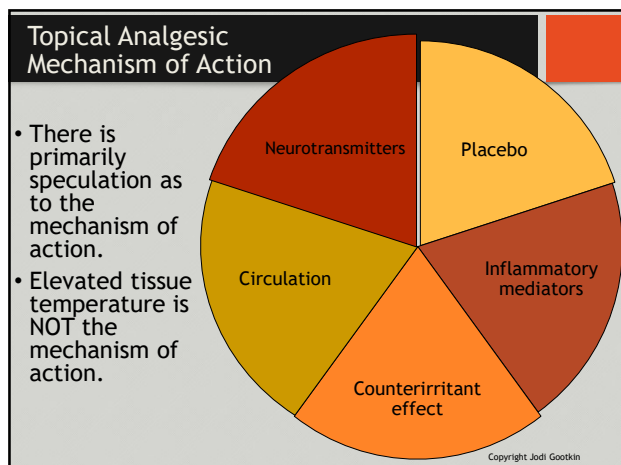 Topical Analgesic
Mechanism of Action
• There is
primarily
speculation as
to the
mechanism of
action.
• Elevated tissue
temperature is
NOT the
mechanism of
action.
Neurotransmitters
Placebo
Circulation
Inflammatory
mediators
Counterirritant
effect
Copyright Jodi Gootkin